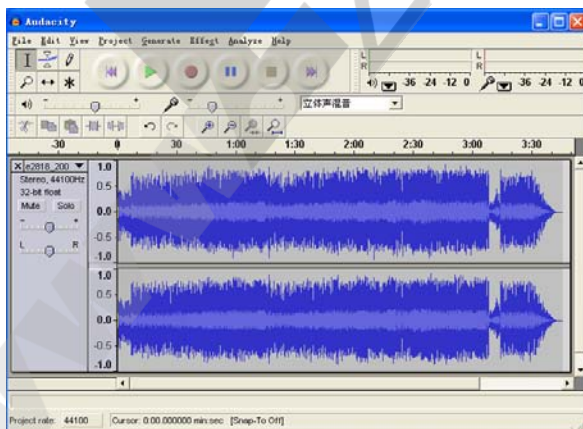 Audacity
File Edit View Project Generate Effect Analyze Help
L
R
-36 -24 -12 0
L
R
-36 -24 -12 0
立体声混音
-30 0 30 1:00 1:30 2:00 2:30 3:00 3:30
e2818_200
Stereo, 44100Hz
32-bit float
Mute Solo
- +
L R
1.0
0.5
0.0
-0.5
-1.0
1.0
0.5
0.0
-0.5
-1.0
Project rate: 44100 Cursor: 0:00.000000 min:sec [Snap-To Off]